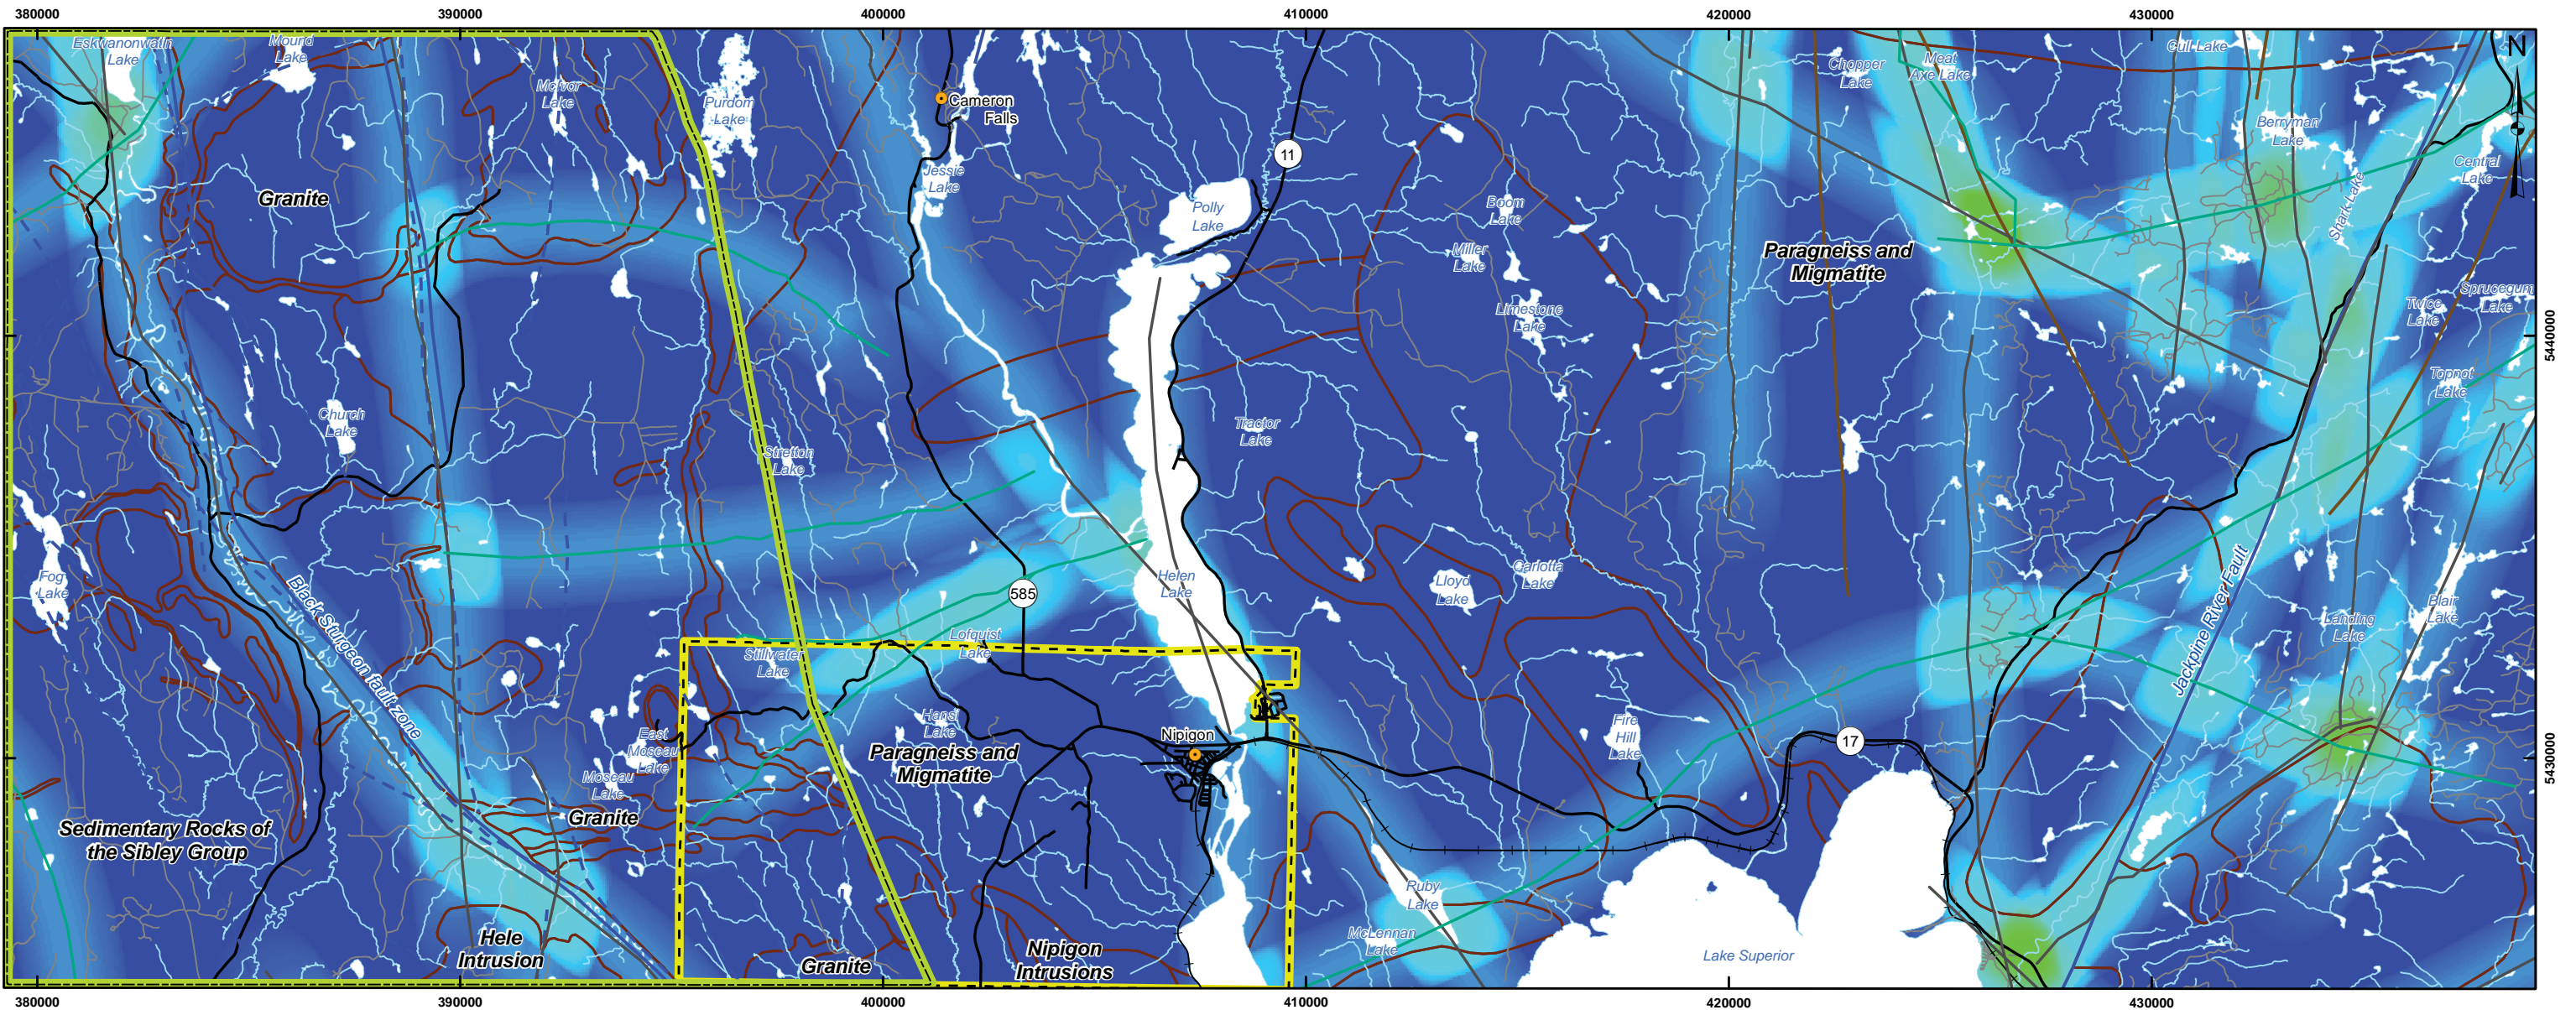 380000
390000
400000
410000
420000
430000
Eskwanonwatin
Lake
Mound
Lake
McIvor
Lake
Purdom
Lake
Cameron
Falls
Jessie
Lake
11
Polly
Lake
Boom
Lake
Miller
Lake
Limestone
Lake
Chopper
Lake
Meat
Axe Lake
Gull Lake
N
Berryman
Lake
Central
Lake
Shark Lake
Granite
Paragneiss and
Migmatite
Twice
Lake
Sprucegum
Lake
5440000
Topnot
Lake
Church
Lake
Stretton
Lake
Tractor
Lake
Fog
Lake
Black Sturgeon fault zone
585
Helen
Lake
Lloyd
Lake
Carlotta
Lake
Jackpine River Fault
Landing
Lake
Blair
Lake
Lofquist
Lake
Stillwater
Lake
East
Moseau
Lake
Moseau
Lake
Hansi
Lake
Nipigon
Paragneiss and
Migmatite
Fire
Hill
Lake
17
5430000
Sedimentary Rocks of
the Sibley Group
Granite
Hele
Intrusion
Granite
Nipigon
Intrusions
Ruby
Lake
McLennan
Lake
Lake Superior
380000
390000
400000
410000
420000
430000